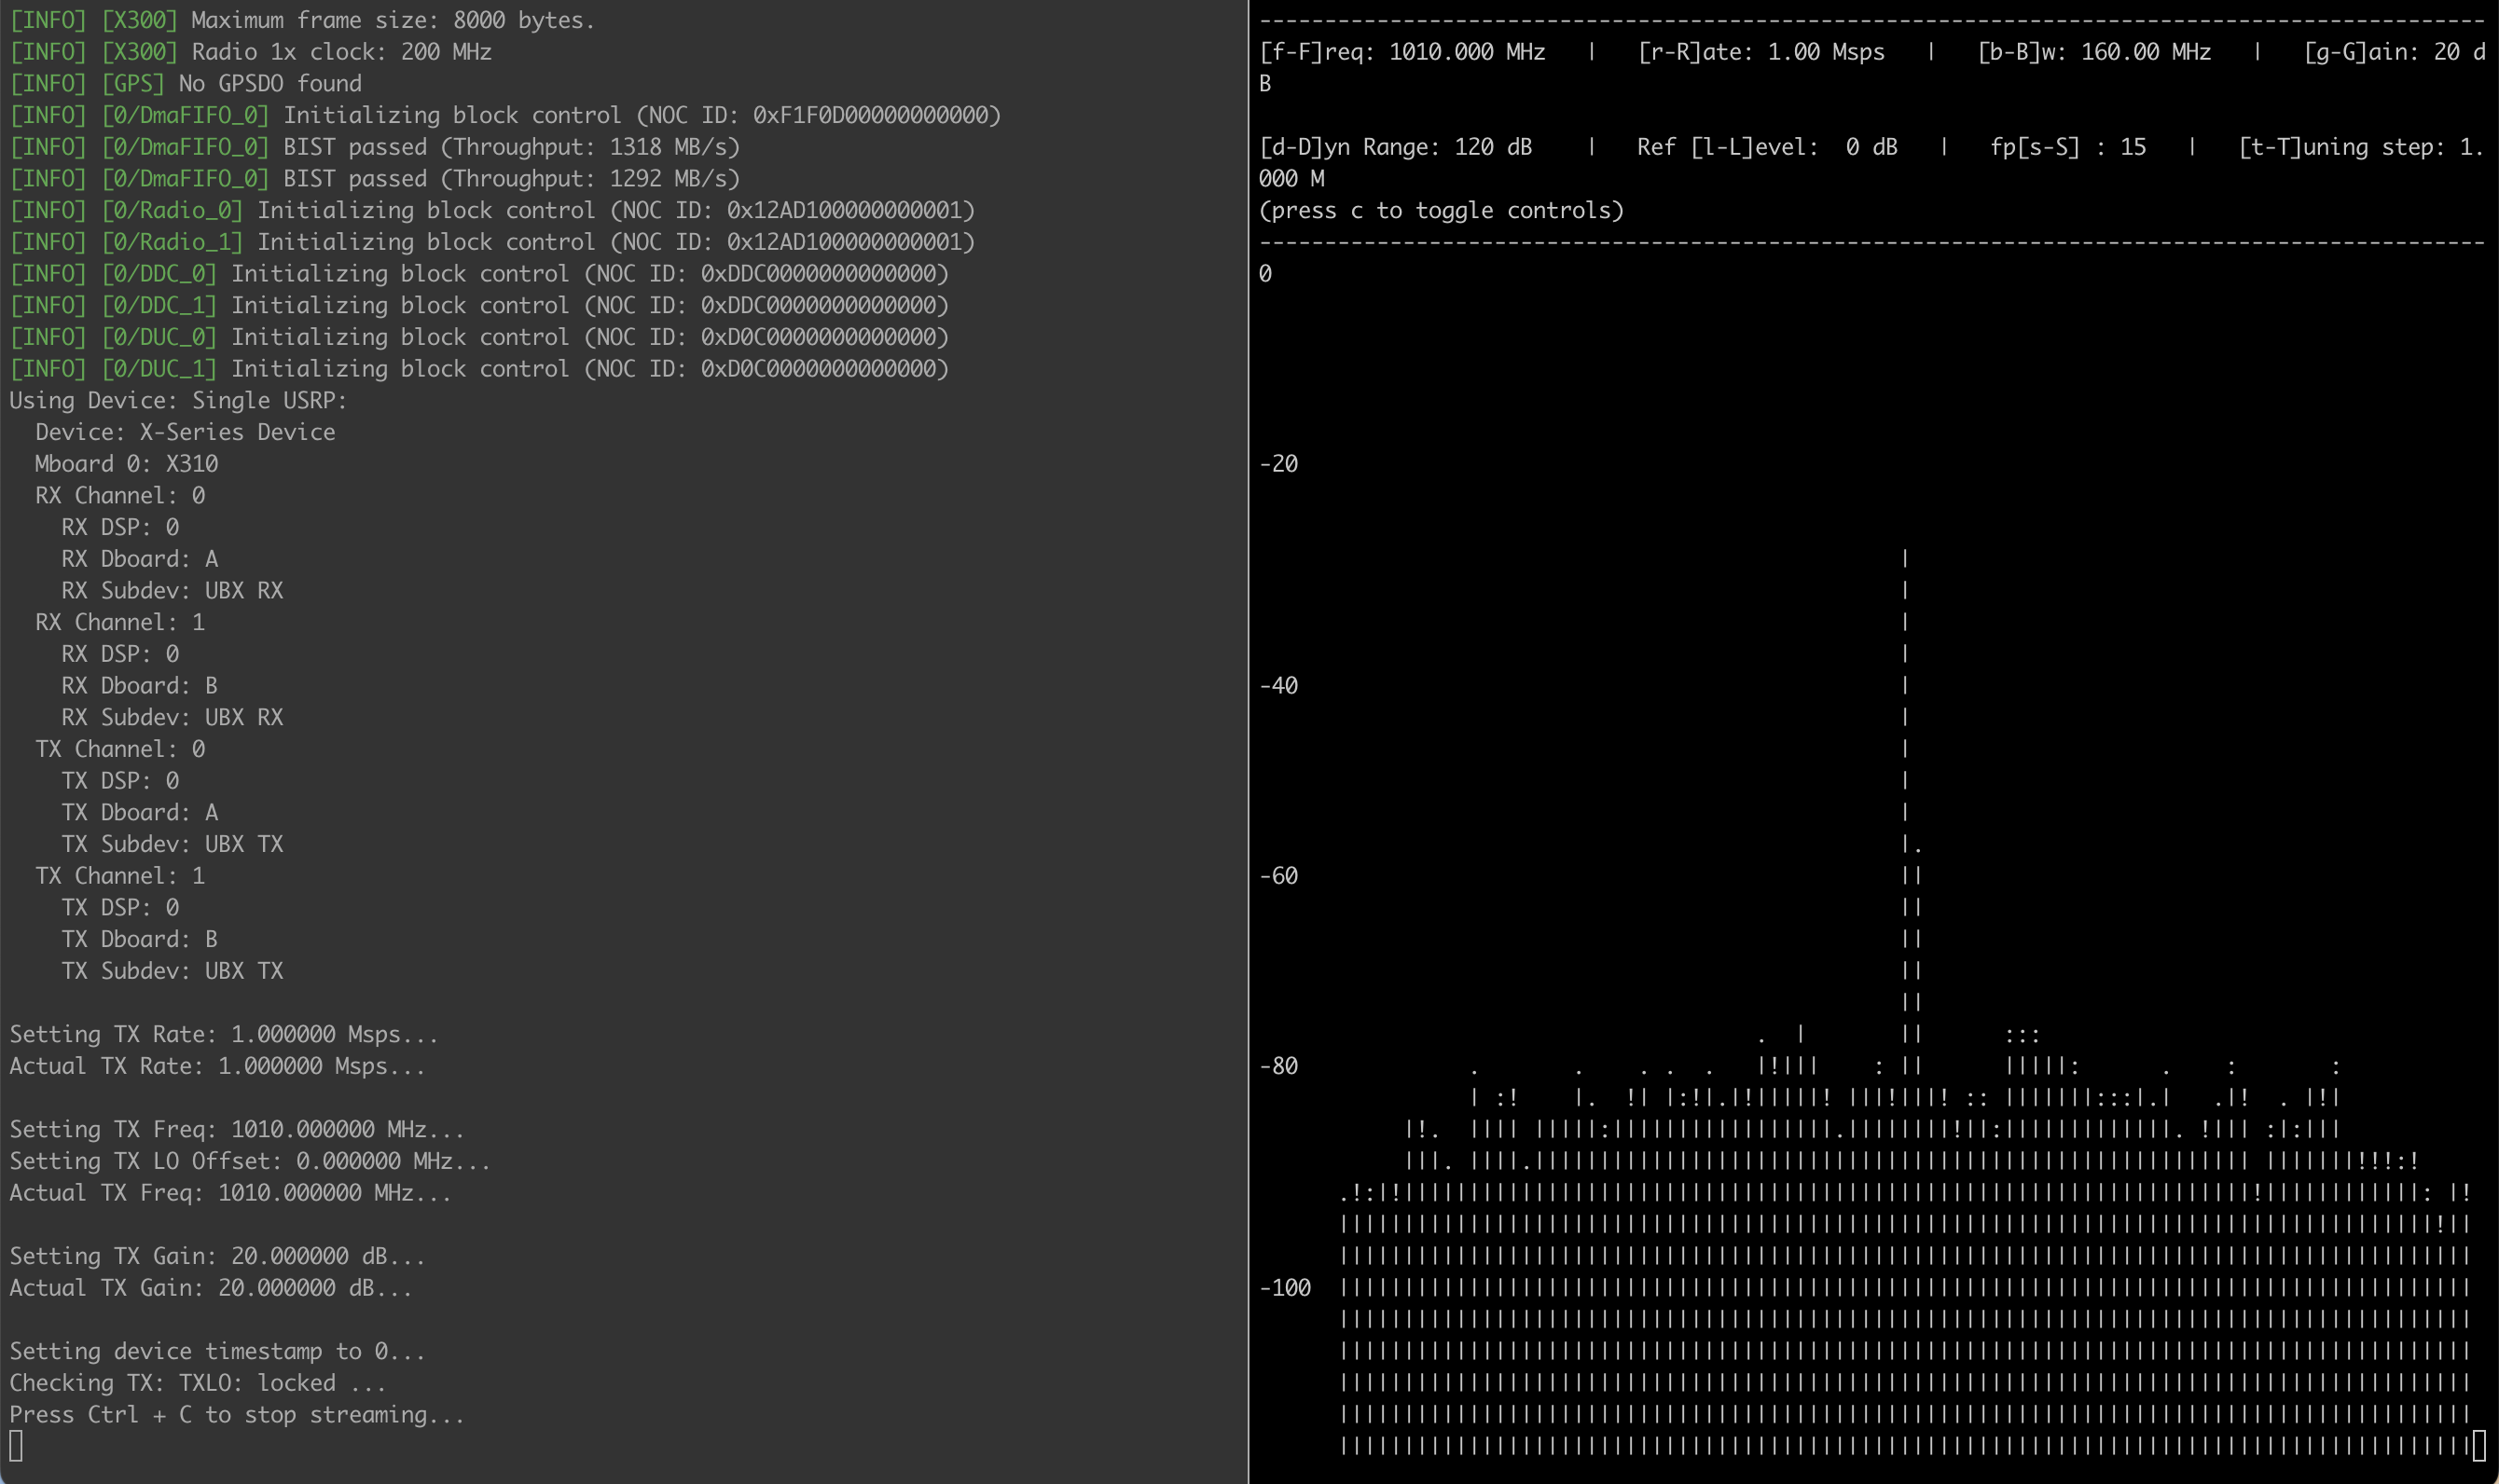 [INFO] [X300] Maximum frame size: 8000 bytes.
[INFO] [X300] Radio 1x clock: 200 MHz
[INFO] [GPS] No GPSDO found
[INFO] [0/DmaFIFO_0] Initializing block control (NOC ID: 0xF1F0D00000000000)
[INFO] [0/DmaFIFO_0] BIST passed (Throughput: 1318 MB/s)
[INFO] [0/DmaFIFO_0] BIST passed (Throughput: 1292 MB/s)
[INFO] [0/Radio_0] Initializing block control (NOC ID: 0x12AD100000000001)
[INFO] [0/Radio_1] Initializing block control (NOC ID: 0x12AD100000000001)
[INFO] [0/DDC_0] Initializing block control (NOC ID: 0xDDC0000000000000)
[INFO] [0/DDC_1] Initializing block control (NOC ID: 0xDDC0000000000000)
[INFO] [0/DUC_0] Initializing block control (NOC ID: 0xD0C0000000000000)
[INFO] [0/DUC_1] Initializing block control (NOC ID: 0xD0C0000000000000)
Using Device: Single USRP:
  Device: X-Series Device
  Mboard 0: X310
  RX Channel: 0
    RX DSP: 0
    RX Dboard: A
    RX Subdev: UBX RX
  RX Channel: 1
    RX DSP: 0
    RX Dboard: B
    RX Subdev: UBX RX
  TX Channel: 0
    TX DSP: 0
    TX Dboard: A
    TX Subdev: UBX TX
  TX Channel: 1
    TX DSP: 0
    TX Dboard: B
    TX Subdev: UBX TX
Setting TX Rate: 1.000000 Msps...
Actual TX Rate: 1.000000 Msps...
Setting TX Freq: 1010.000000 MHz...
Setting TX LO Offset: 0.000000 MHz...
Actual TX Freq: 1010.000000 MHz...
Setting TX Gain: 20.000000 dB...
Actual TX Gain: 20.000000 dB...
Setting device timestamp to 0...
Checking TX: TXLO: locked ...
Press Ctrl + C to stop streaming...
[f-F]req: 1010.000 MHz   |   [r-R]ate: 1.00 Msps   |   [b-B]w: 160.00 MHz   |   [g-G]ain: 20 d
B
[d-D]yn Range: 120 dB    |   Ref [l-L]evel:  0 dB   |   fp[s-S] : 15   |   [t-T]uning step: 1.
000 M
(press c to toggle controls)
0
-20
-40
-60
-80
-100